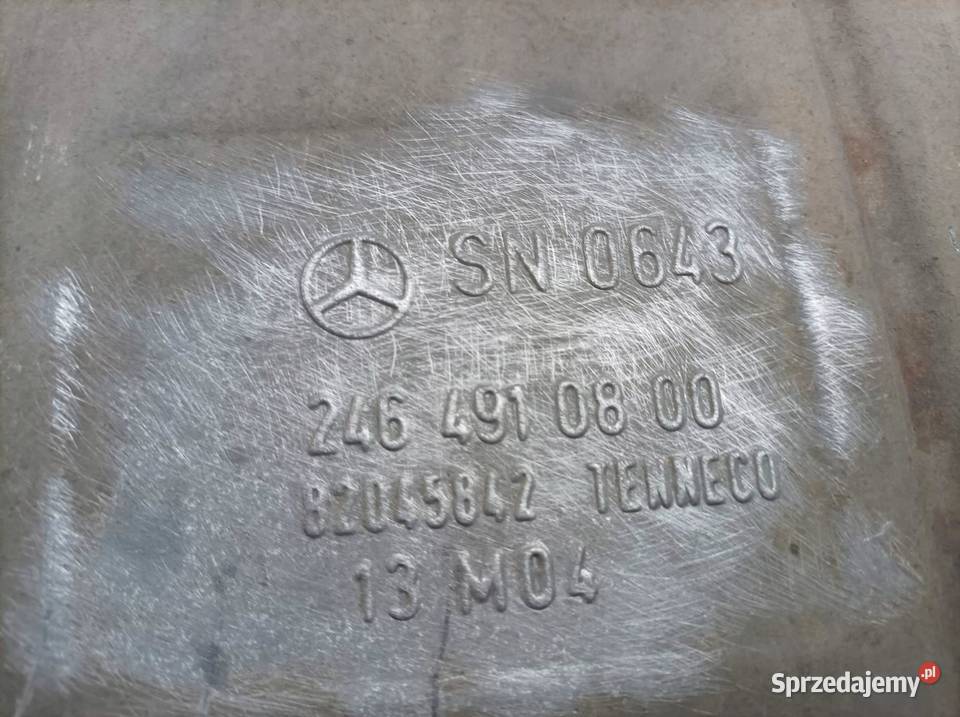 SN 0643
246 491 08 00
82045842 TENNECO
13 M04
Sprzedajemy.pl